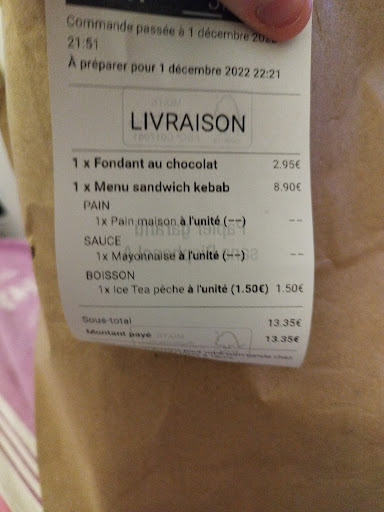 Commande passée à 1 décembre 2022
21:51
À préparer pour 1 décembre 2022 22:21
LIVRAISON
1 x Fondant au chocolat 2.95€
1 x Menu sandwich kebab 8.90€
PAIN
1x Pain maison à l'unité (--) --
SAUCE
1x Mayonnaise à l'unité (--) --
BOISSON
1x Ice Tea pêche à l'unité (1.50€) 1.50€
Sous-total 13.35€
Montant payé 13.35€